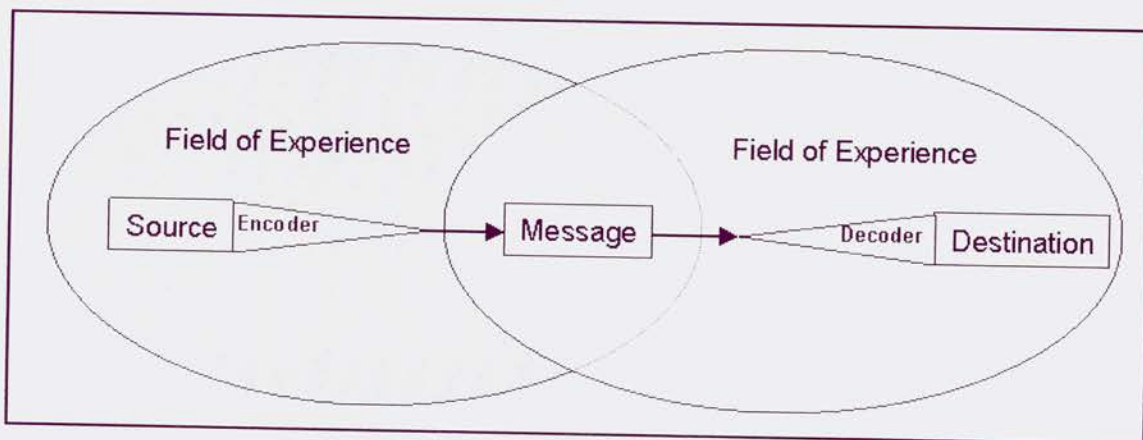 Field of Experience
Field of Experience
Source
Encoder
Message
Decoder
Destination